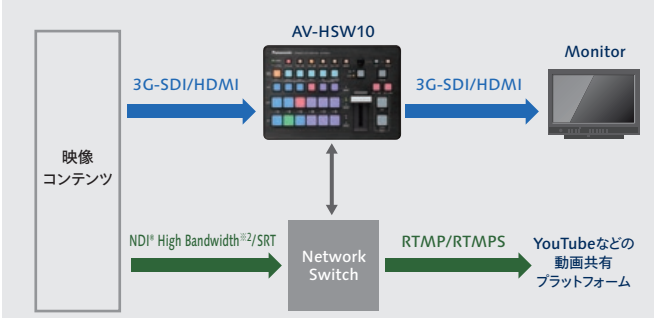 AV-HSW10
Monitor
3G-SDI/HDMI
3G-SDI/HDMI
Panasonic
映像
コンテンツ
NDI® High Bandwidth※2/SRT
Network
Switch
RTMP/RTMPS
YouTubeなどの
動画共有
プラットフォーム